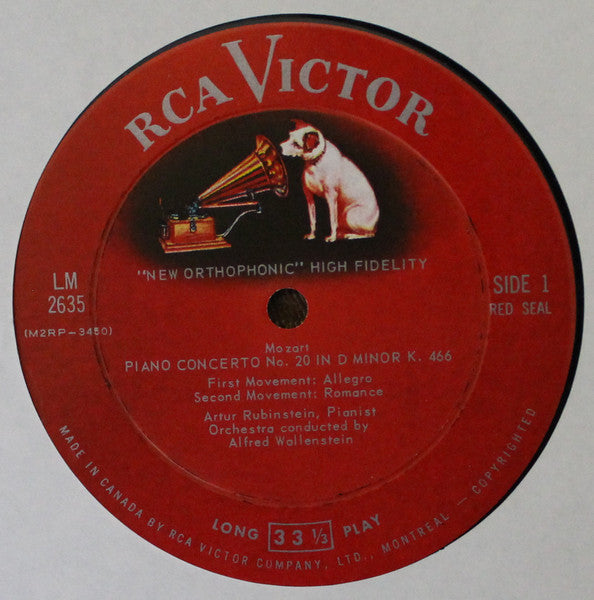 RCA VICTOR
"NEW ORTHOPHONIC" HIGH FIDELITY
LM
2635
(M2RP-3450)
SIDE 1
RED SEAL
Mozart
PIANO CONCERTO No. 20 IN D MINOR K. 466
First Movement: Allegro
Second Movement: Romance
Artur Rubinstein, Pianist
Orchestra conducted by
Alfred Wallenstein
LONG 33 1/3 PLAY
MADE IN CANADA BY RCA VICTOR COMPANY, LTD., MONTREAL — COPYRIGHTED